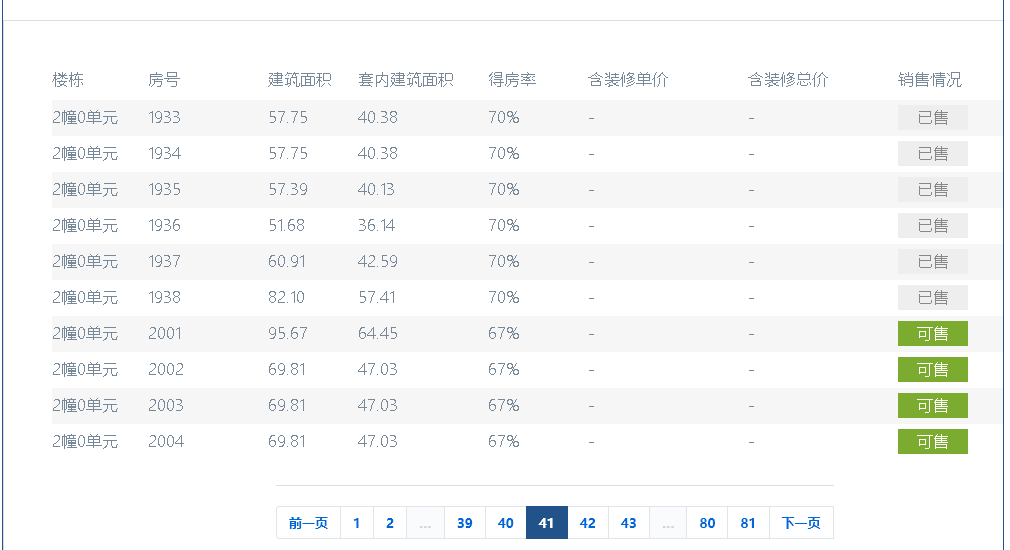 楼栋 房号 建筑面积 套内建筑面积 得房率 含装修单价 含装修总价 销售情况
2幢0单元 1933 57.75 40.38 70% - - 已售
2幢0单元 1934 57.75 40.38 70% - - 已售
2幢0单元 1935 57.39 40.13 70% - - 已售
2幢0单元 1936 51.68 36.14 70% - - 已售
2幢0单元 1937 60.91 42.59 70% - - 已售
2幢0单元 1938 82.10 57.41 70% - - 已售
2幢0单元 2001 95.67 64.45 67% - - 可售
2幢0单元 2002 69.81 47.03 67% - - 可售
2幢0单元 2003 69.81 47.03 67% - - 可售
2幢0单元 2004 69.81 47.03 67% - - 可售
前一页 1 2 ... 39 40 41 42 43 ... 80 81 下一页